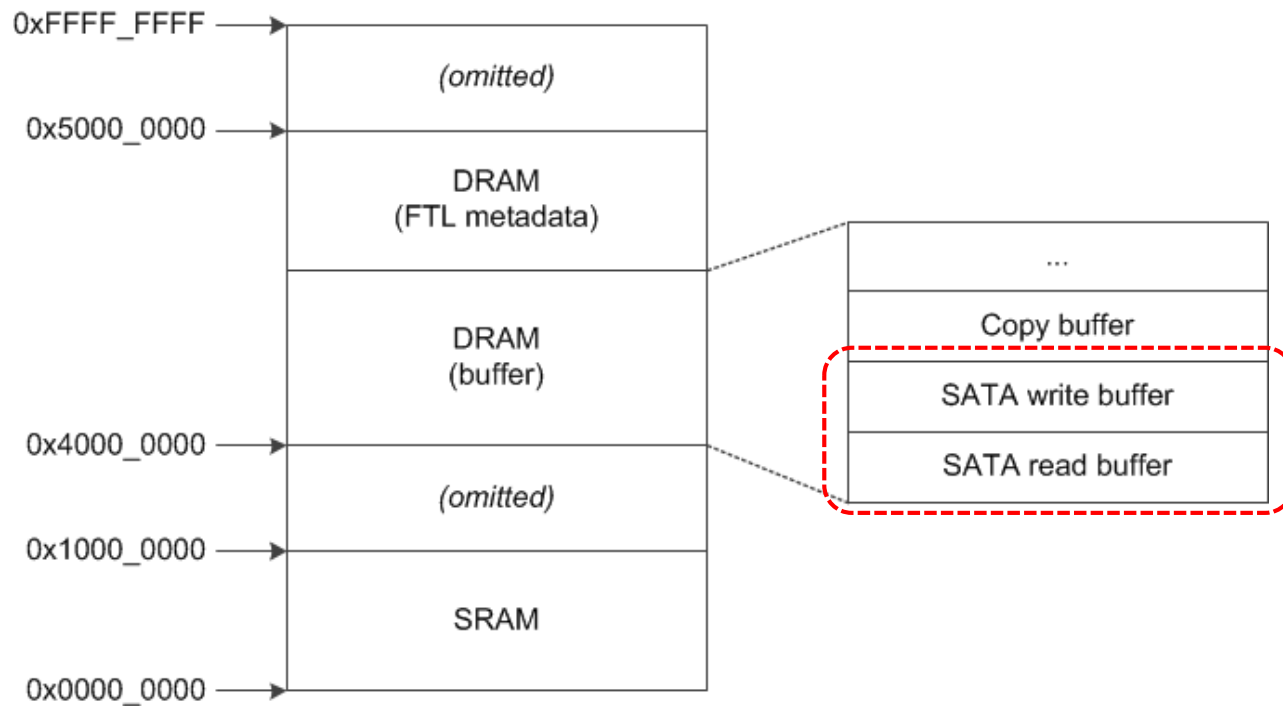 0xFFFF_FFFF
(omitted)
0x5000_0000
DRAM
(FTL metadata)
...
Copy buffer
DRAM
(buffer)
SATA write buffer
0x4000_0000
SATA read buffer
(omitted)
0x1000_0000
SRAM
0x0000_0000